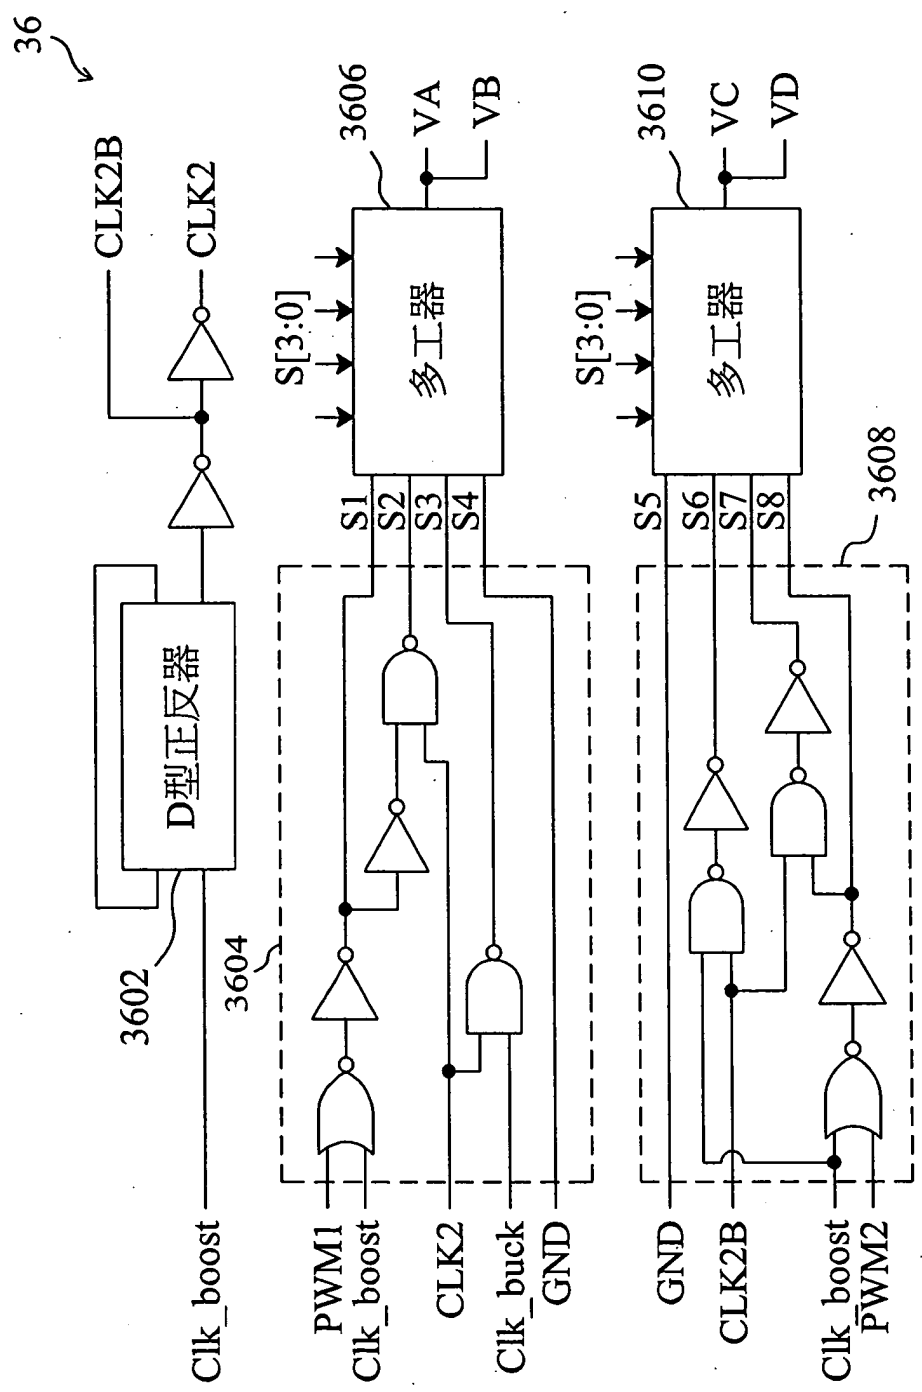 36
Clk_boost
3602
D型正反器
CLK2B
CLK2
PWM1
Clk_boost
CLK2
Clk_buck
GND
3604
S1
S2
S3
S4
S[3:0]
多工器
3606
VA
VB
GND
CLK2B
Clk_boost
PWM2
3608
S5
S6
S7
S8
S[3:0]
多工器
3610
VC
VD